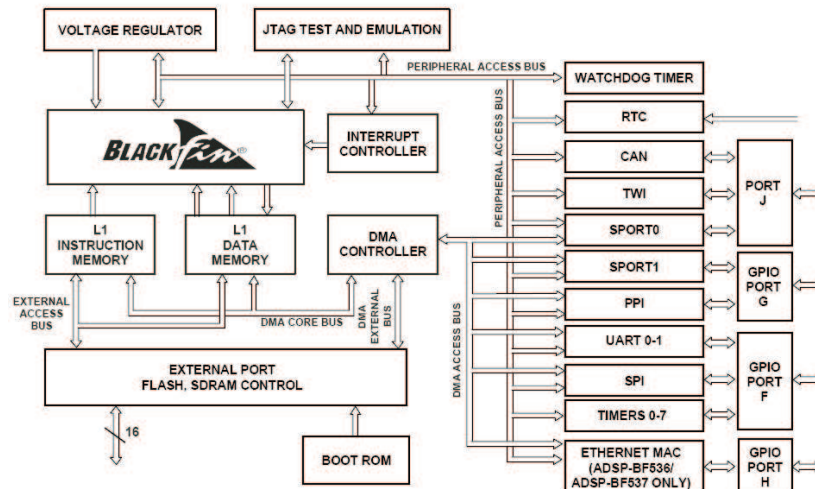 VOLTAGE REGULATOR
JTAG TEST AND EMULATION
PERIPHERAL ACCESS BUS
WATCHDOG TIMER
RTC
BLACKfin®
INTERRUPT
CONTROLLER
PERIPHERAL ACCESS BUS
CAN
TWI
PORT
J
L1
INSTRUCTION
MEMORY
L1
DATA
MEMORY
DMA
CONTROLLER
SPORT0
SPORT1
GPIO
PORT
G
PPI
EXTERNAL
ACCESS
BUS
DMA CORE BUS
DMA
EXTERNAL
BUS
DMA ACCESS BUS
UART 0-1
EXTERNAL PORT
FLASH, SDRAM CONTROL
SPI
GPIO
PORT
F
TIMERS 0-7
16
BOOT ROM
ETHERNET MAC
(ADSP-BF536/
ADSP-BF537 ONLY)
GPIO
PORT
H